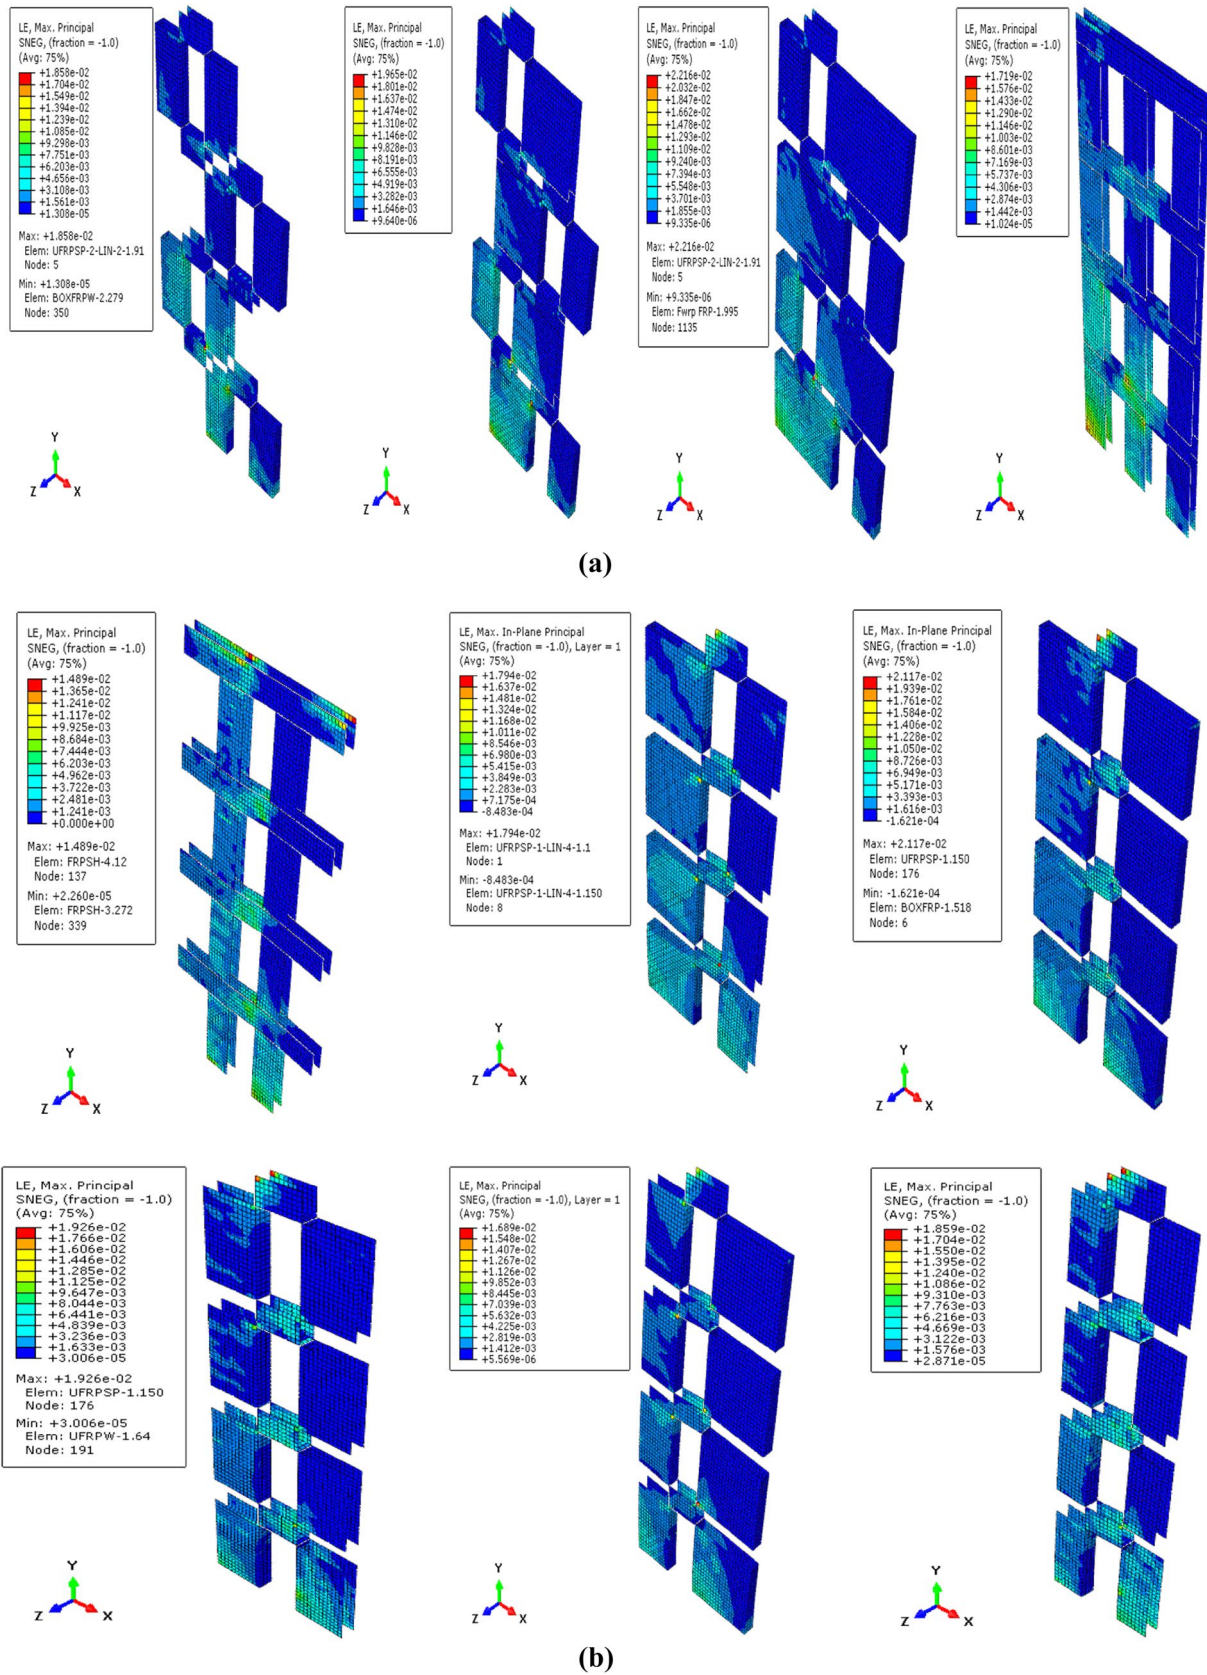 LE, Max. Principal
SNEG, (fraction = -1.0)
(Avg: 75%)
+1.858e-02
+1.704e-02
+1.549e-02
+1.394e-02
+1.239e-02
+1.085e-02
+9.298e-03
+7.751e-03
+6.203e-03
+4.656e-03
+3.108e-03
+1.561e-03
+1.308e-05
Max: +1.858e-02
Elem: UFRPSP-2-LIN-2-1.91
Node: 5
Min: +1.308e-05
Elem: BOXFRPW-2.279
Node: 350
Y
Z
X
LE, Max. Principal
SNEG, (fraction = -1.0)
(Avg: 75%)
+1.965e-02
+1.801e-02
+1.637e-02
+1.474e-02
+1.310e-02
+1.146e-02
+9.828e-03
+8.191e-03
+6.555e-03
+4.919e-03
+3.282e-03
+1.646e-03
+9.640e-06
Y
Z
X
LE, Max. Principal
SNEG, (fraction = -1.0)
(Avg: 75%)
+2.216e-02
+2.032e-02
+1.847e-02
+1.662e-02
+1.478e-02
+1.293e-02
+1.109e-02
+9.240e-03
+7.394e-03
+5.548e-03
+3.701e-03
+1.855e-03
+9.335e-06
Max: +2.216e-02
Elem: UFRPSP-2-LIN-2-1.91
Node: 5
Min: +9.335e-06
Elem: Fwrp FRP-1.995
Node: 1135
Y
Z
X
LE, Max. Principal
SNEG, (fraction = -1.0)
(Avg: 75%)
+1.719e-02
+1.576e-02
+1.433e-02
+1.290e-02
+1.146e-02
+1.003e-02
+8.601e-03
+7.169e-03
+5.737e-03
+4.306e-03
+2.874e-03
+1.442e-03
+1.024e-05
Y
Z
X
(a)
LE, Max. Principal
SNEG, (fraction = -1.0)
(Avg: 75%)
+1.489e-02
+1.365e-02
+1.241e-02
+1.117e-02
+9.925e-03
+8.684e-03
+7.444e-03
+6.203e-03
+4.962e-03
+3.722e-03
+2.481e-03
+1.241e-03
+0.000e+00
Max: +1.489e-02
Elem: FRPSH-4.12
Node: 137
Min: +2.260e-05
Elem: FRPSH-3.272
Node: 339
Y
Z
X
LE, Max. In-Plane Principal
SNEG, (fraction = -1.0), Layer = 1
(Avg: 75%)
+1.794e-02
+1.637e-02
+1.481e-02
+1.324e-02
+1.168e-02
+1.011e-02
+8.546e-03
+6.980e-03
+5.415e-03
+3.849e-03
+2.283e-03
+7.175e-04
-8.483e-04
Max: +1.794e-02
Elem: UFRPSP-1-LIN-4-1.1
Node: 1
Min: -8.483e-04
Elem: UFRPSP-1-LIN-4-1.150
Node: 8
Y
Z
X
LE, Max. In-Plane Principal
SNEG, (fraction = -1.0)
(Avg: 75%)
+2.117e-02
+1.939e-02
+1.761e-02
+1.584e-02
+1.406e-02
+1.228e-02
+1.050e-02
+8.726e-03
+6.949e-03
+5.171e-03
+3.393e-03
+1.616e-03
-1.621e-04
Max: +2.117e-02
Elem: UFRPSP-1.150
Node: 176
Min: -1.621e-04
Elem: BOXFRP-1.518
Node: 6
Y
Z
X
LE, Max. Principal
SNEG, (fraction = -1.0)
(Avg: 75%)
+1.926e-02
+1.766e-02
+1.606e-02
+1.446e-02
+1.285e-02
+1.125e-02
+9.647e-03
+8.044e-03
+6.441e-03
+4.839e-03
+3.236e-03
+1.633e-03
+3.006e-05
Max: +1.926e-02
Elem: UFRPSP-1.150
Node: 176
Min: +3.006e-05
Elem: UFRPW-1.64
Node: 191
Y
Z
X
LE, Max. Principal
SNEG, (fraction = -1.0), Layer = 1
(Avg: 75%)
+1.689e-02
+1.548e-02
+1.407e-02
+1.267e-02
+1.126e-02
+9.852e-03
+8.445e-03
+7.039e-03
+5.632e-03
+4.225e-03
+2.819e-03
+1.412e-03
+5.569e-06
Y
Z
X
LE, Max. Principal
SNEG, (fraction = -1.0)
(Avg: 75%)
+1.859e-02
+1.704e-02
+1.550e-02
+1.395e-02
+1.240e-02
+1.086e-02
+9.310e-03
+7.763e-03
+6.216e-03
+4.669e-03
+3.122e-03
+1.576e-03
+2.871e-05
Y
Z
X
(b)